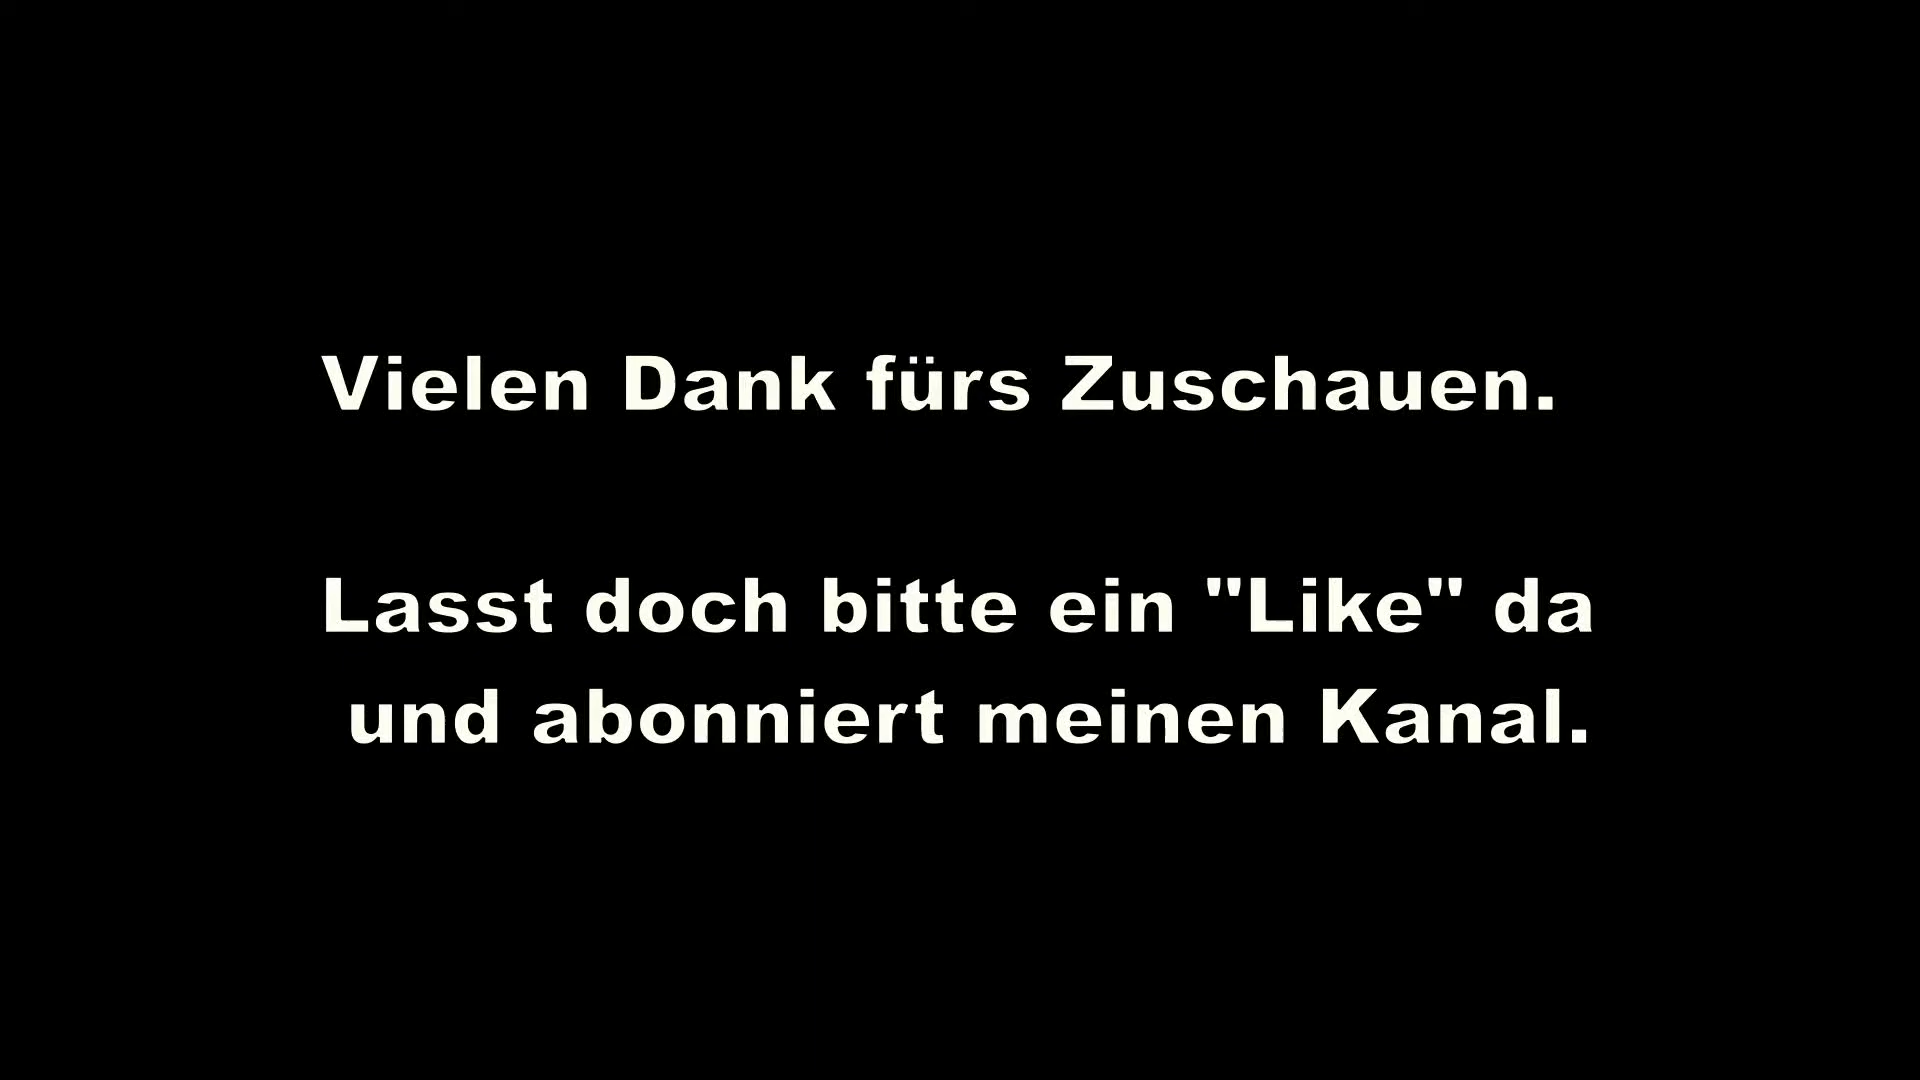 Vielen Dank fürs Zuschauen.
Lasst doch bitte ein "Like" da
und abonniert meinen Kanal.